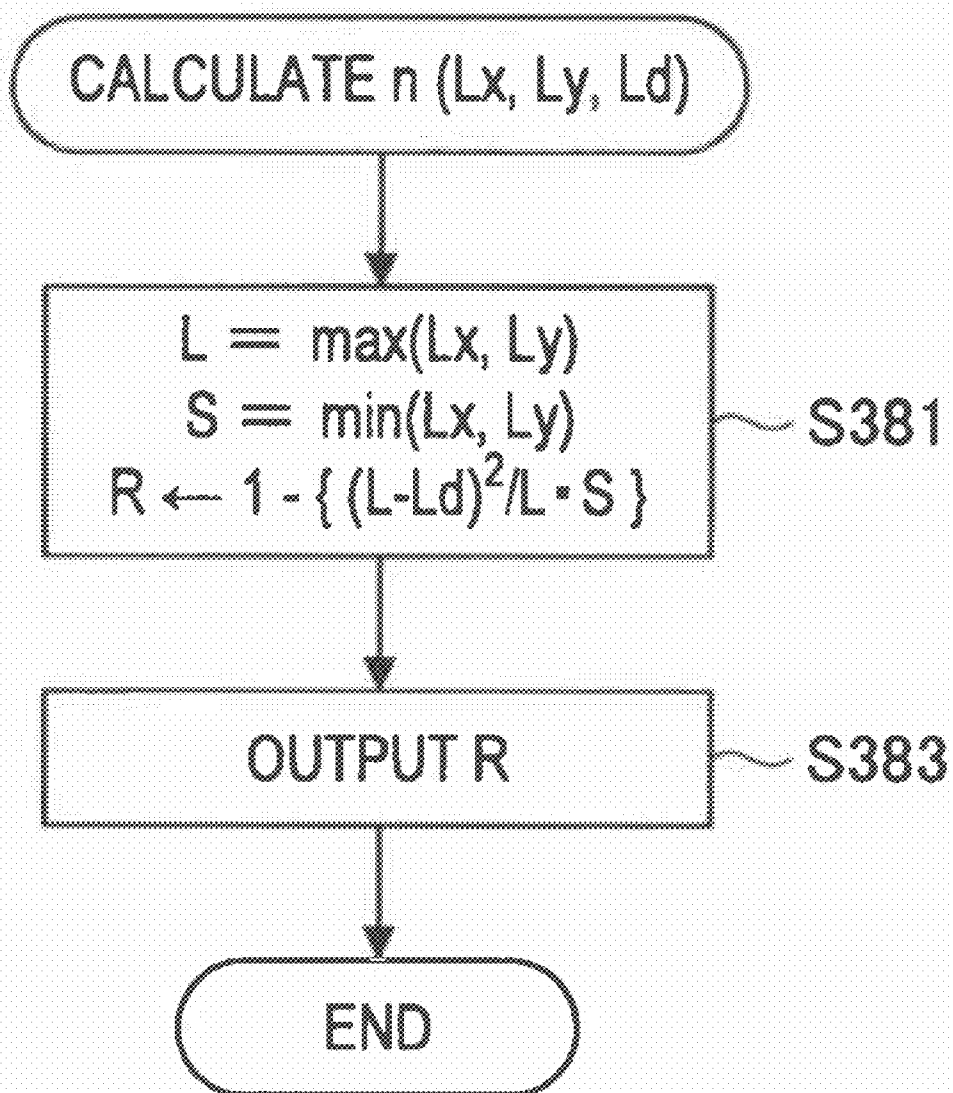 CALCULATE n (Lx, Ly, Ld)
L = max(Lx, Ly)
S = min(Lx, Ly)
R ← 1 - { (L-Ld)²/L・S }
S381
OUTPUT R
S383
END